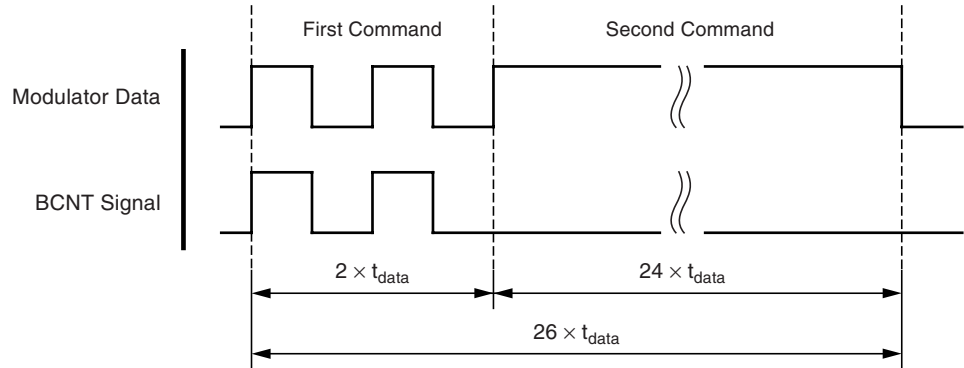 First Command
Second Command
Modulator Data
BCNT Signal
2 × tdata
24 × tdata
26 × tdata